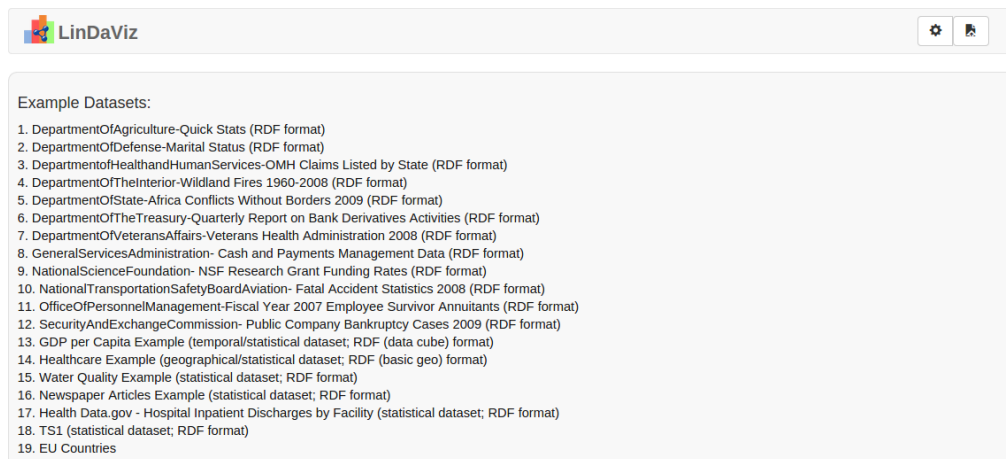 LinDaViz
Example Datasets:
1. DepartmentOfAgriculture-Quick Stats (RDF format)
2. DepartmentOfDefense-Marital Status (RDF format)
3. DepartmentofHealthandHumanServices-OMH Claims Listed by State (RDF format)
4. DepartmentOfTheInterior-Wildland Fires 1960-2008 (RDF format)
5. DepartmentOfState-Africa Conflicts Without Borders 2009 (RDF format)
6. DepartmentOfTheTreasury-Quarterly Report on Bank Derivatives Activities (RDF format)
7. DepartmentOfVeteransAffairs-Veterans Health Administration 2008 (RDF format)
8. GeneralServicesAdministration- Cash and Payments Management Data (RDF format)
9. NationalScienceFoundation- NSF Research Grant Funding Rates (RDF format)
10. NationalTransportationSafetyBoardAviation- Fatal Accident Statistics 2008 (RDF format)
11. OfficeOfPersonnelManagement-Fiscal Year 2007 Employee Survivor Annuitants (RDF format)
12. SecurityAndExchangeCommission- Public Company Bankruptcy Cases 2009 (RDF format)
13. GDP per Capita Example (temporal/statistical dataset; RDF (data cube) format)
14. Healthcare Example (geographical/statistical dataset; RDF (basic geo) format)
15. Water Quality Example (statistical dataset; RDF format)
16. Newspaper Articles Example (statistical dataset; RDF format)
17. Health Data.gov - Hospital Inpatient Discharges by Facility (statistical dataset; RDF format)
18. TS1 (statistical dataset; RDF format)
19. EU Countries